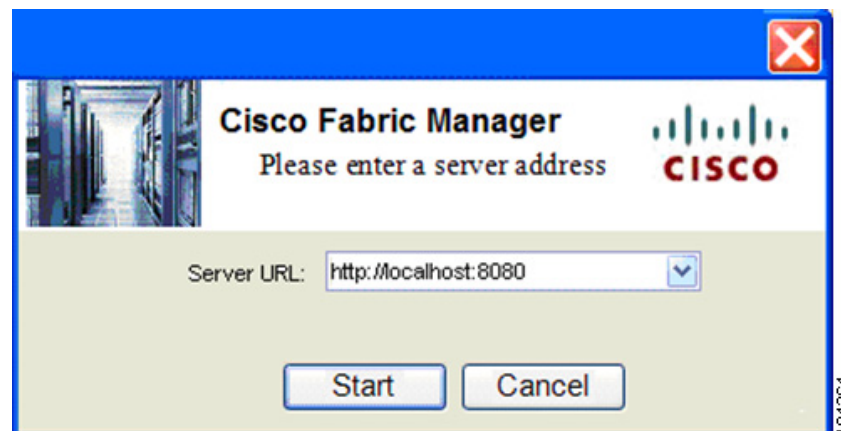 Cisco Fabric Manager
Please enter a server address
CISCO
Server URL: http://localhost:8080
Start Cancel